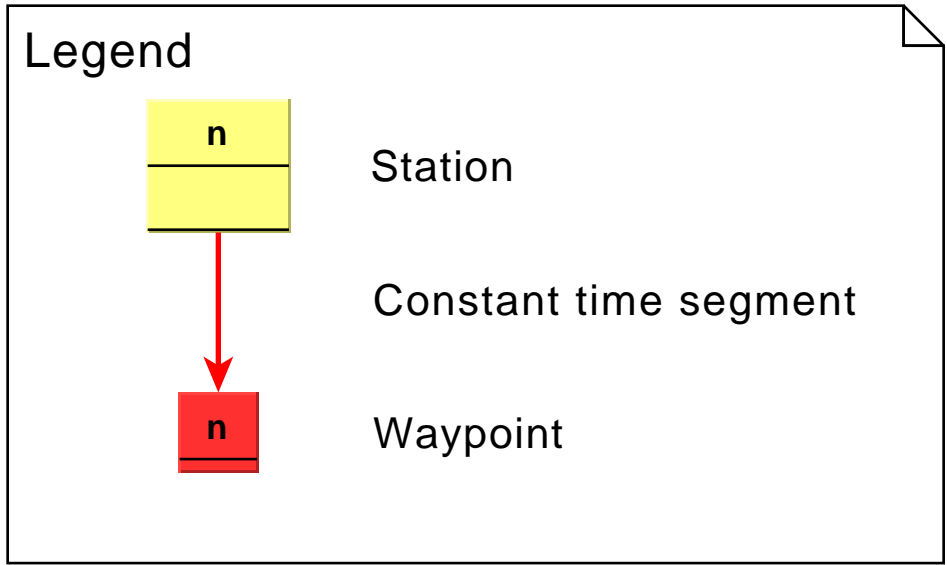 Legend
n
Station
Constant time segment
n
Waypoint